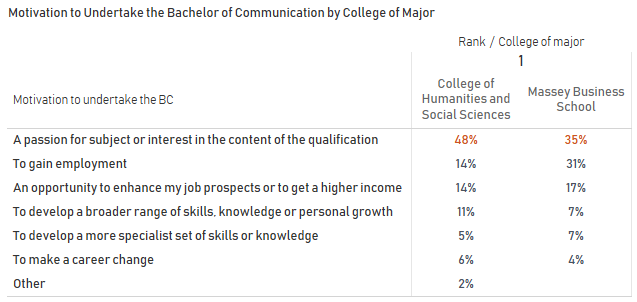 Motivation to Undertake the Bachelor of Communication by College of Major
Rank / College of major
1
Motivation to undertake the BC
College of
Humanities and
Social Sciences
Massey Business
School
A passion for subject or interest in the content of the qualification 48% 35%
To gain employment 14% 31%
An opportunity to enhance my job prospects or to get a higher income 14% 17%
To develop a broader range of skills, knowledge or personal growth 11% 7%
To develop a more specialist set of skills or knowledge 5% 7%
To make a career change 6% 4%
Other 2%